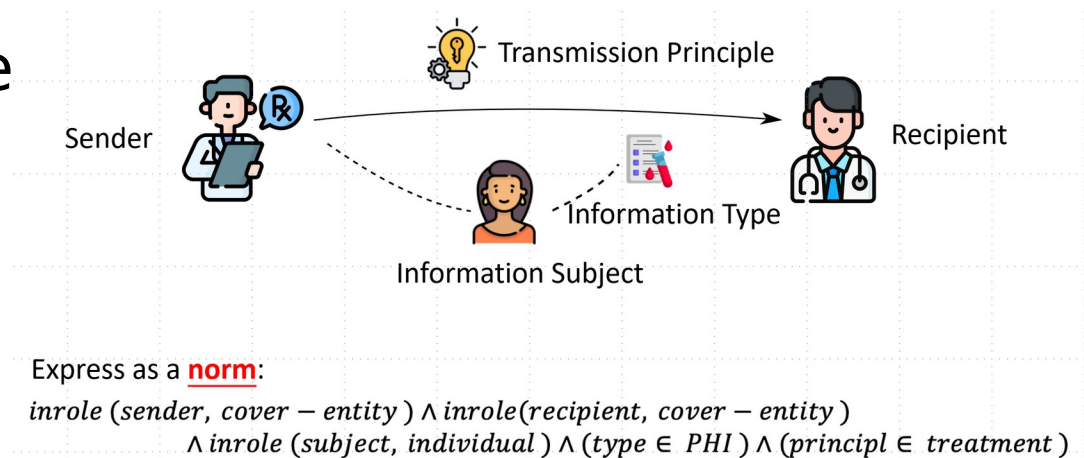 e
Transmission Principle
Sender
Rx
Recipient
Information Type
Information Subject
Express as a norm:
inrole (sender, cover − entity ) ∧ inrole(recipient, cover − entity )
∧ inrole (subject, individual ) ∧ (type ∈ PHI ) ∧ (principl ∈ treatment )